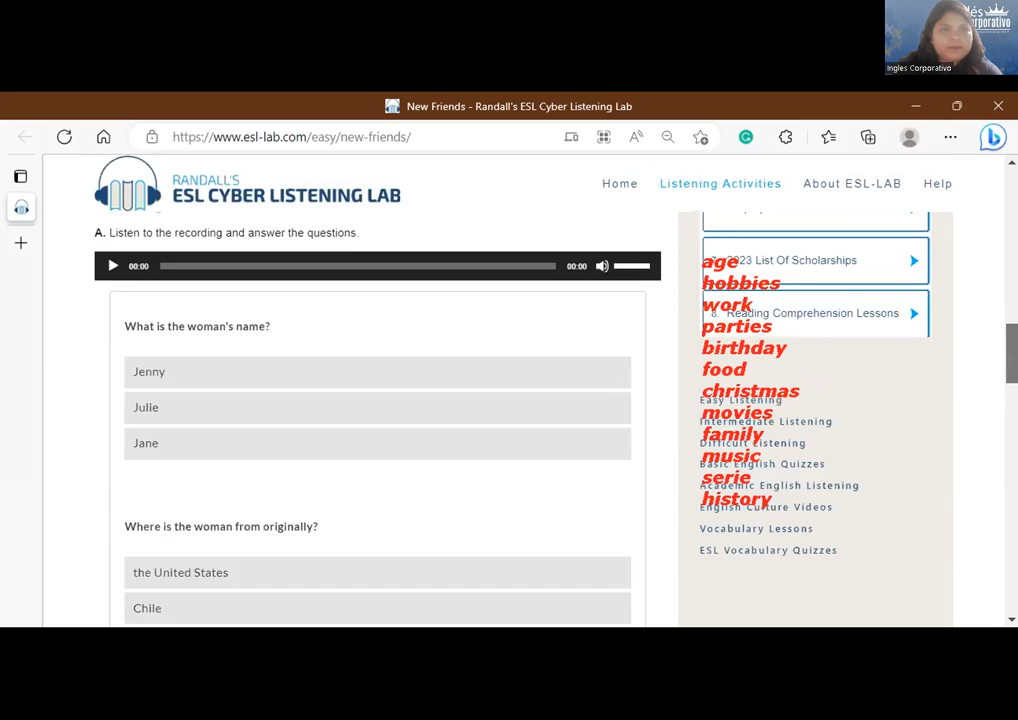 és
rporativo
Ingles Corporativo
New Friends - Randall's ESL Cyber Listening Lab
https://www.esl-lab.com/easy/new-friends/
RANDALL'S
ESL CYBER LISTENING LAB
Home Listening Activities About ESL-LAB Help
A. Listen to the recording and answer the questions.
00:00 00:00
What is the woman's name?
Jenny
Julie
Jane
Where is the woman from originally?
the United States
Chile
2023 List Of Scholarships
8. Reading Comprehension Lessons
age
hobbies
work
parties
birthday
food
christmas
movies
family
music
serie
history
Easy Listening
Intermediate Listening
Difficult Listening
Basic English Quizzes
Academic English Listening
English Culture Videos
Vocabulary Lessons
ESL Vocabulary Quizzes